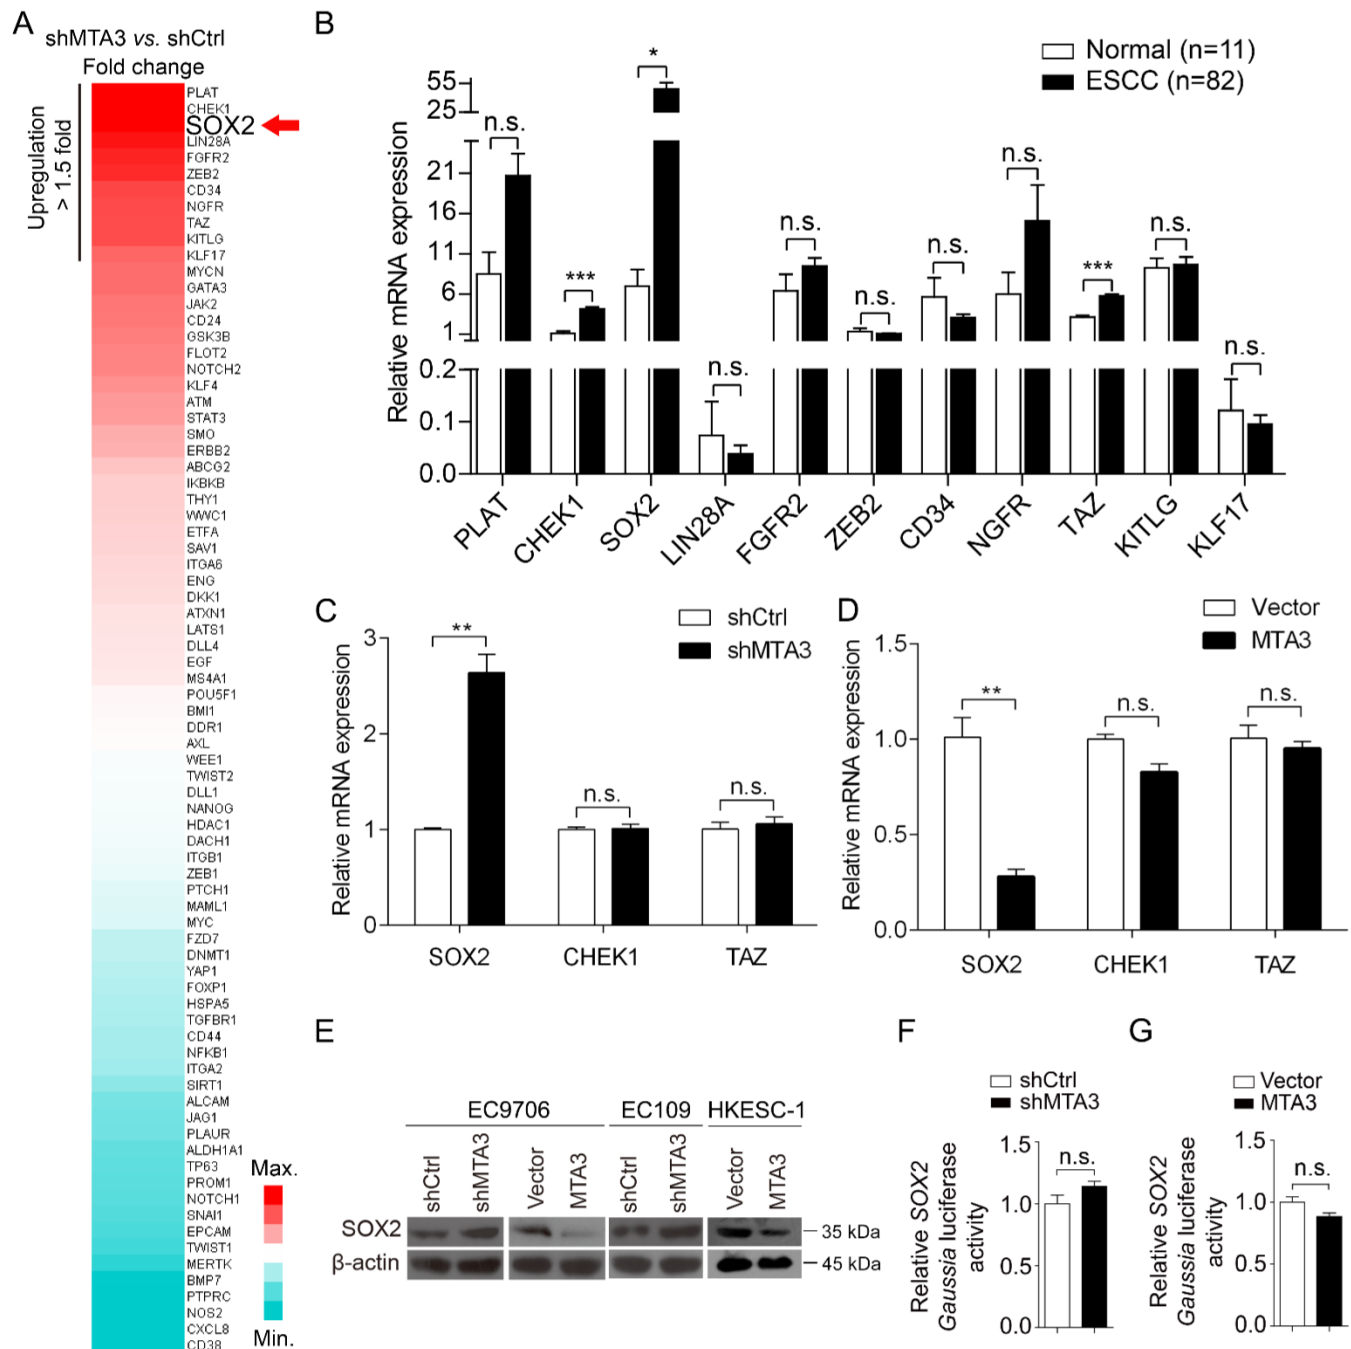 A
shMTA3 vs. shCtrl
Fold change
Upregulation
> 1.5 fold
PLAT
CHEK1
SOX2
LIN28A
FGFR2
ZEB2
CD34
NGFR
TAZ
KITLG
KLF17
MYCN
GATA3
JAK2
CD24
GSK3B
FLOT2
NOTCH2
KLF4
ATM
STAT3
SMO
ERBB2
ABCG2
IKBKB
THY1
WWC1
ETFA
SAV1
ITGA6
ENG
DKK1
ATXN1
LATS1
DLL4
EGF
MS4A1
POU5F1
BMI1
DDR1
AXL
WEE1
TWIST2
DLL1
NANOG
HDAC1
DACH1
ITGB1
ZEB1
PTCH1
MAML1
MYC
FZD7
DNMT1
YAP1
FOXP1
HSPA5
TGFBR1
CD44
NFKB1
ITGA2
SIRT1
ALCAM
JAG1
PLAUR
ALDH1A1
TP63
PROM1
NOTCH1
SNAI1
EPCAM
TWIST1
MERTK
BMP7
PTPRC
NOS2
CXCL8
CD38
Max.
Min.
B
Normal (n=11)
ESCC (n=82)
Relative mRNA expression
55
25
21
16
11
6
1
0.2
0.1
0.0
n.s.
***
*
n.s.
n.s.
n.s.
n.s.
n.s.
***
n.s.
n.s.
PLAT
CHEK1
SOX2
LIN28A
FGFR2
ZEB2
CD34
NGFR
TAZ
KITLG
KLF17
C
shCtrl
shMTA3
Relative mRNA expression
3
2
1
0
**
n.s.
n.s.
SOX2
CHEK1
TAZ
D
Vector
MTA3
Relative mRNA expression
1.5
1.0
0.5
0.0
**
n.s.
n.s.
SOX2
CHEK1
TAZ
E
EC9706 EC109 HKESC-1
shCtrl
shMTA3
Vector
MTA3
shCtrl
shMTA3
Vector
MTA3
SOX2 35 kDa
β-actin 45 kDa
F
shCtrl
shMTA3
Relative SOX2
Gaussia luciferase
activity
1.5
1.0
0.5
0.0
n.s.
G
Vector
MTA3
Relative SOX2
Gaussia luciferase
activity
1.5
1.0
0.5
0.0
n.s.